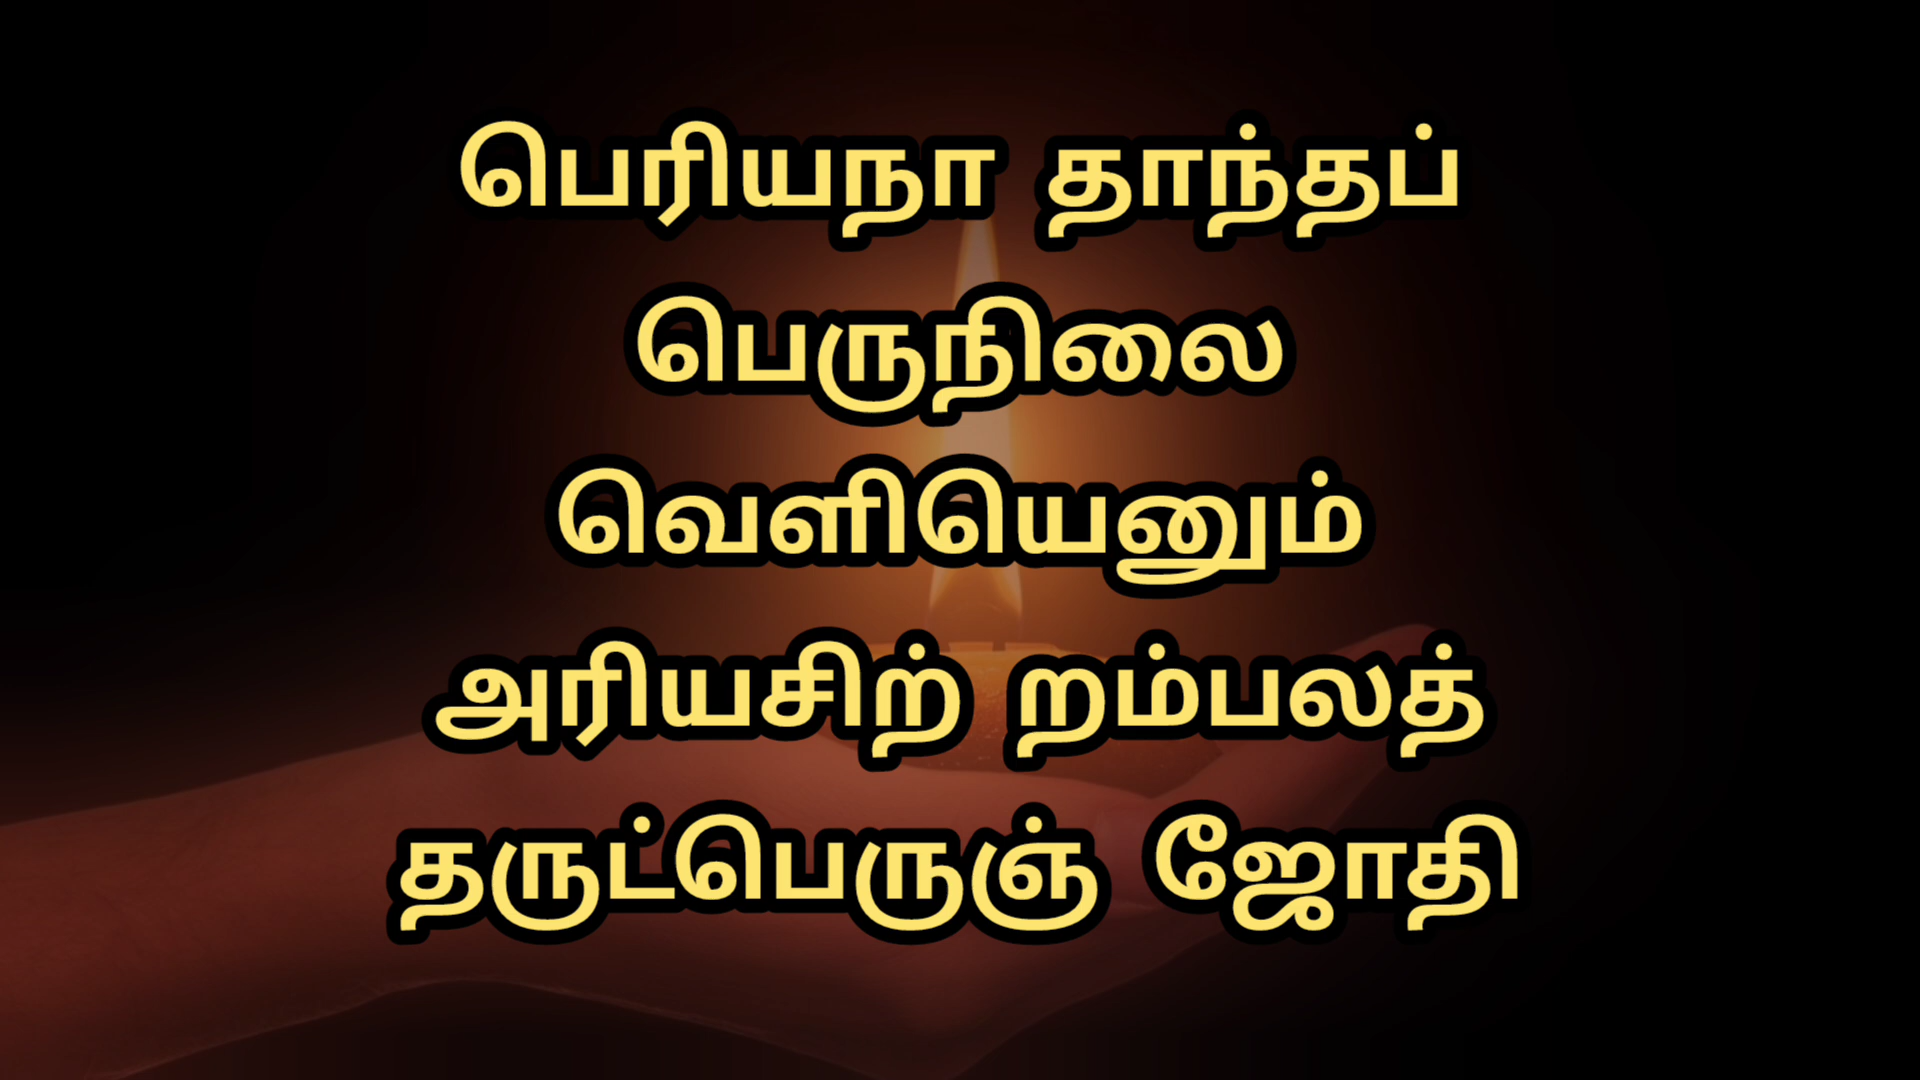 பெரியநா தாந்தப்
பெருநிலை
வெளியெனும்
அரியசிற் றம்பலத்
தருட்பெருஞ் ஜோதி